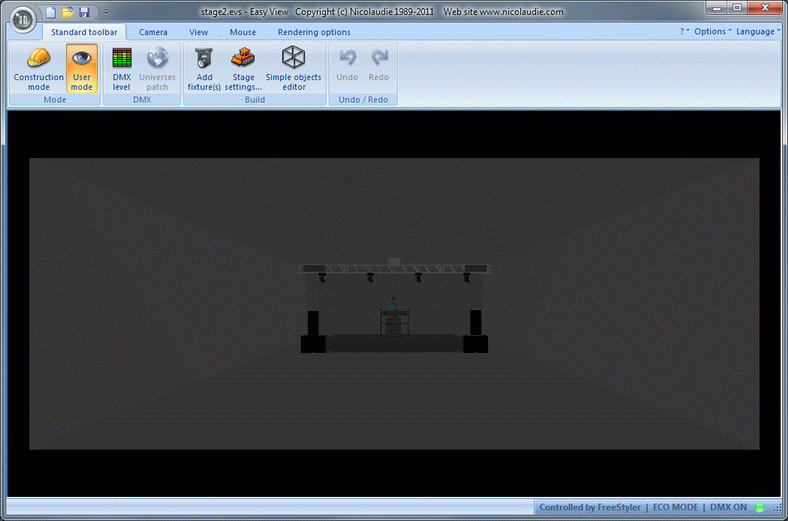 stage2.evs - Easy View   Copyright (c) Nicolaudie 1989-2011    Web site www.nicolaudie.com
3D
Standard toolbar   Camera   View   Mouse   Rendering options   ?   Options   Language
Construction mode   User mode   DMX level   Universes patch   Add fixture(s)   Stage settings...   Simple objects editor   Undo   Redo
Mode   DMX   Build   Undo / Redo
Controlled by FreeStyler | ECO MODE | DMX ON